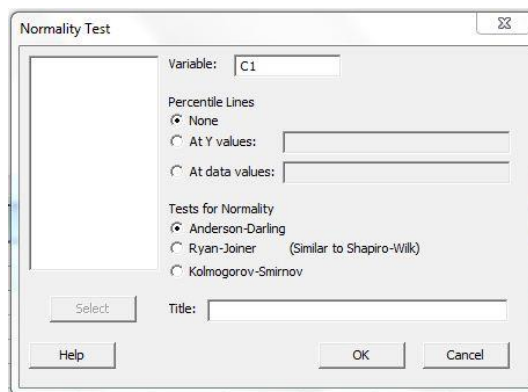 Normality Test
Variable: C1
Percentile Lines
None
At Y values:
At data values:
Tests for Normality
Anderson-Darling
Ryan-Joiner (Similar to Shapiro-Wilk)
Kolmogorov-Smirnov
Select
Title:
Help
OK
Cancel